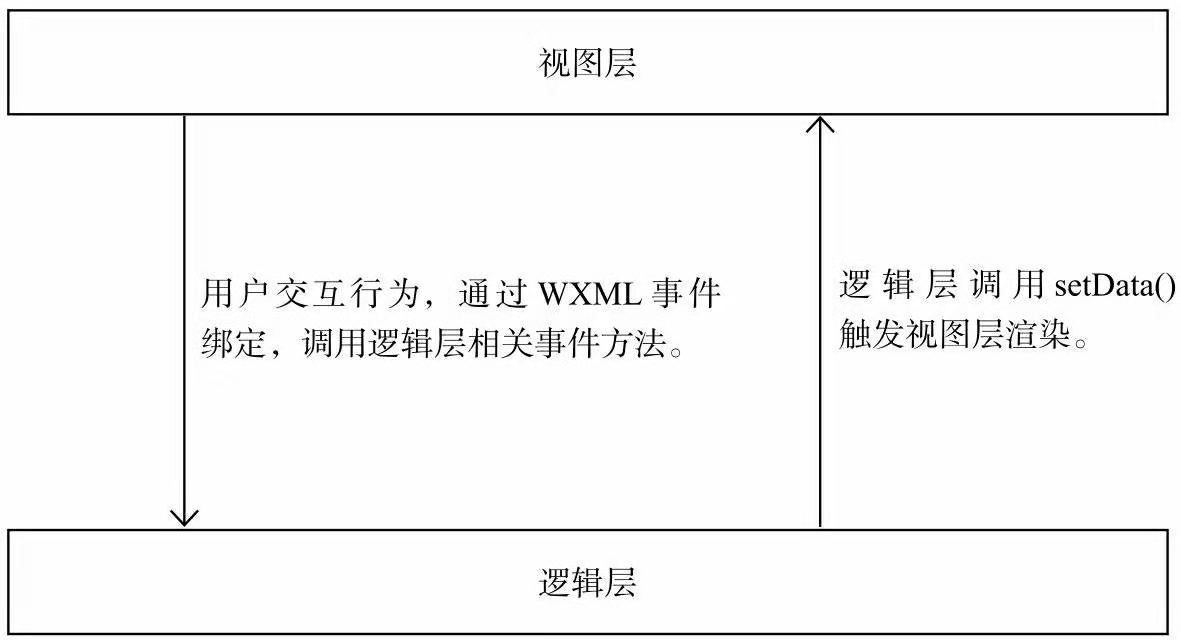 视图层
用户交互行为，通过 WXML 事件
绑定，调用逻辑层相关事件方法。
逻辑层调用 setData()
触发视图层渲染。
逻辑层